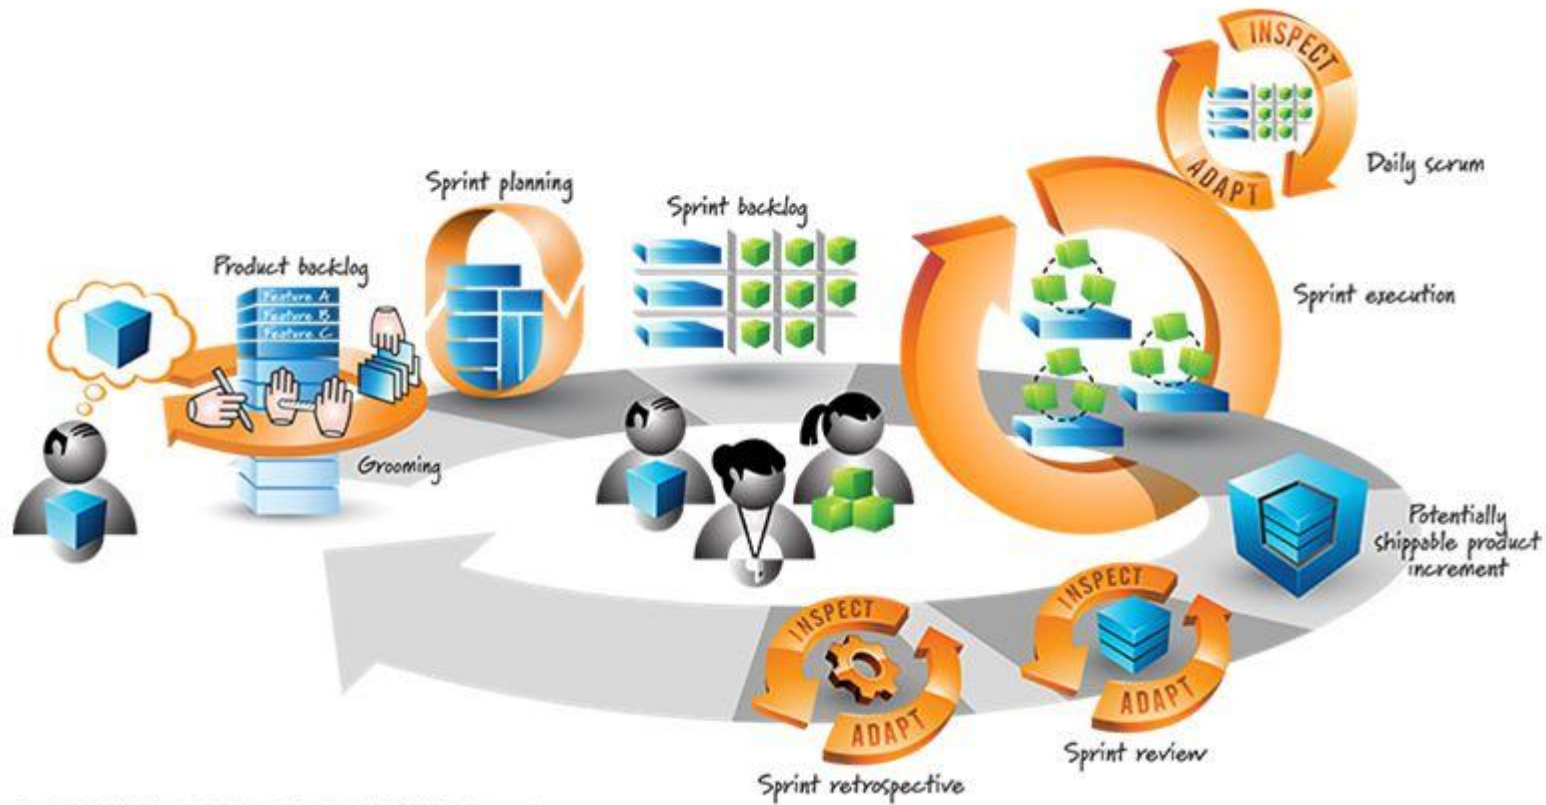 INSPECT
ADAPT
Daily scrum
Sprint planning
Sprint backlog
Product backlog
Feature A
Feature B
Feature C
Sprint execution
Grooming
Potentially
shippable product
increment
INSPECT
ADAPT
Sprint review
INSPECT
ADAPT
Sprint retrospective